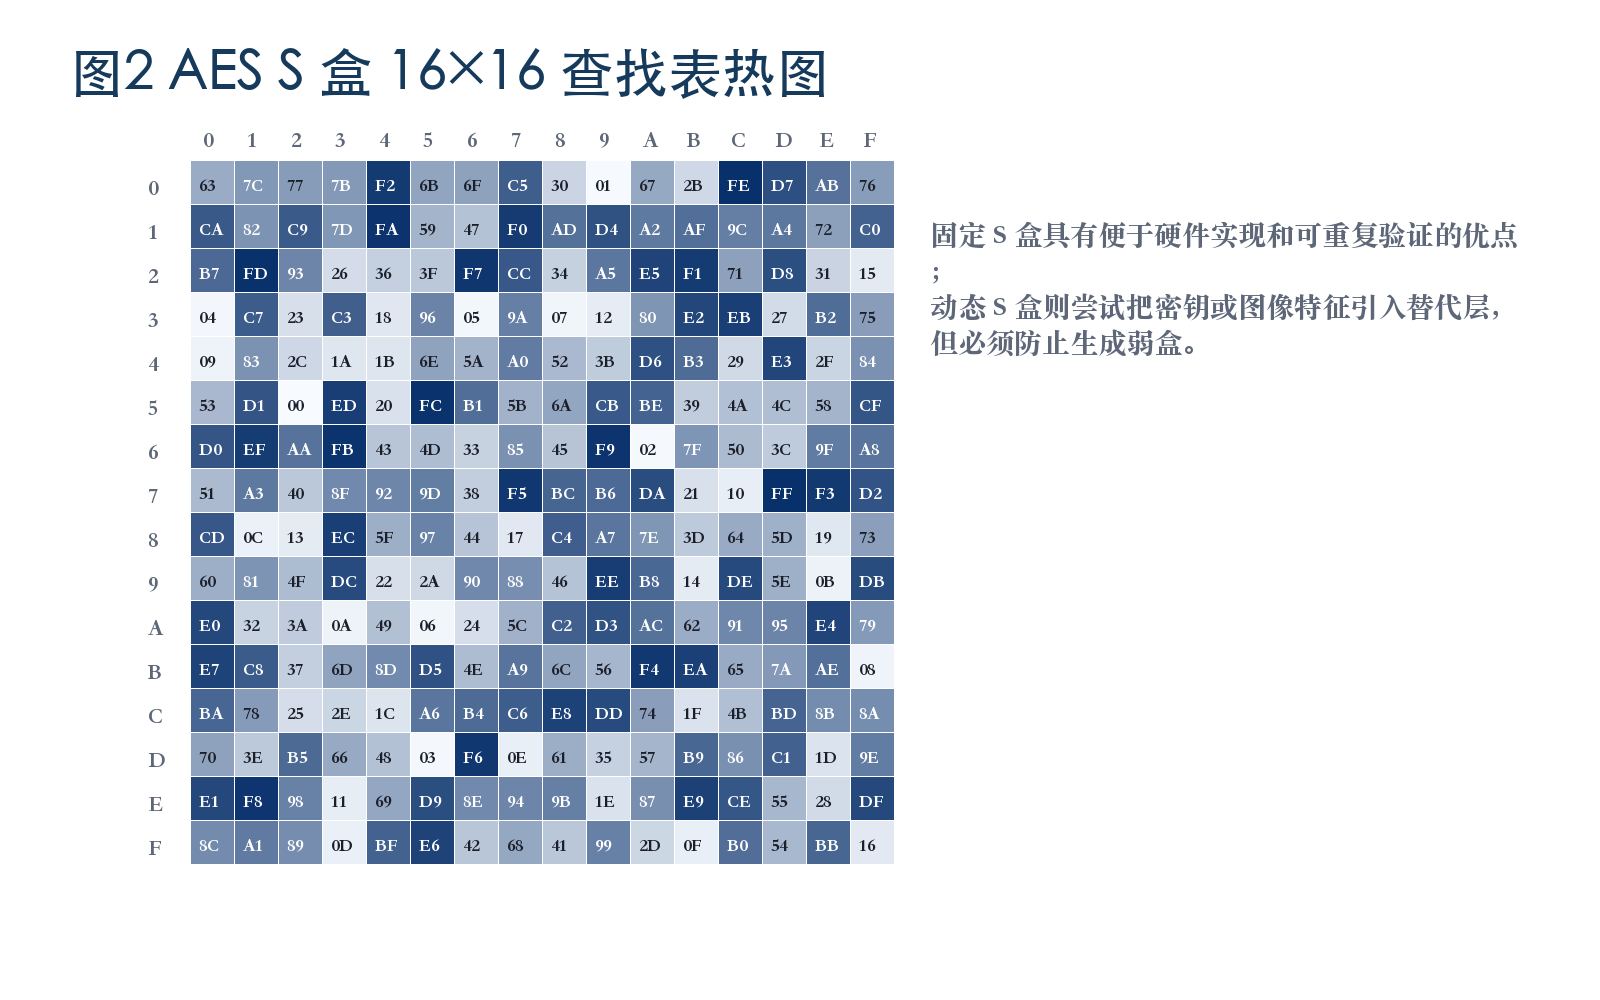 图2 AES S 盒 16×16 查找表热图
0 1 2 3 4 5 6 7 8 9 A B C D E F
0 63 7C 77 7B F2 6B 6F C5 30 01 67 2B FE D7 AB 76
1 CA 82 C9 7D FA 59 47 F0 AD D4 A2 AF 9C A4 72 C0
2 B7 FD 93 26 36 3F F7 CC 34 A5 E5 F1 71 D8 31 15
3 04 C7 23 C3 18 96 05 9A 07 12 80 E2 EB 27 B2 75
4 09 83 2C 1A 1B 6E 5A A0 52 3B D6 B3 29 E3 2F 84
5 53 D1 00 ED 20 FC B1 5B 6A CB BE 39 4A 4C 58 CF
6 D0 EF AA FB 43 4D 33 85 45 F9 02 7F 50 3C 9F A8
7 51 A3 40 8F 92 9D 38 F5 BC B6 DA 21 10 FF F3 D2
8 CD 0C 13 EC 5F 97 44 17 C4 A7 7E 3D 64 5D 19 73
9 60 81 4F DC 22 2A 90 88 46 EE B8 14 DE 5E 0B DB
A E0 32 3A 0A 49 06 24 5C C2 D3 AC 62 91 95 E4 79
B E7 C8 37 6D 8D D5 4E A9 6C 56 F4 EA 65 7A AE 08
C BA 78 25 2E 1C A6 B4 C6 E8 DD 74 1F 4B BD 8B 8A
D 70 3E B5 66 48 03 F6 0E 61 35 57 B9 86 C1 1D 9E
E E1 F8 98 11 69 D9 8E 94 9B 1E 87 E9 CE 55 28 DF
F 8C A1 89 0D BF E6 42 68 41 99 2D 0F B0 54 BB 16
固定 S 盒具有便于硬件实现和可重复验证的优点
；
动态 S 盒则尝试把密钥或图像特征引入替代层，
但必须防止生成弱盒。